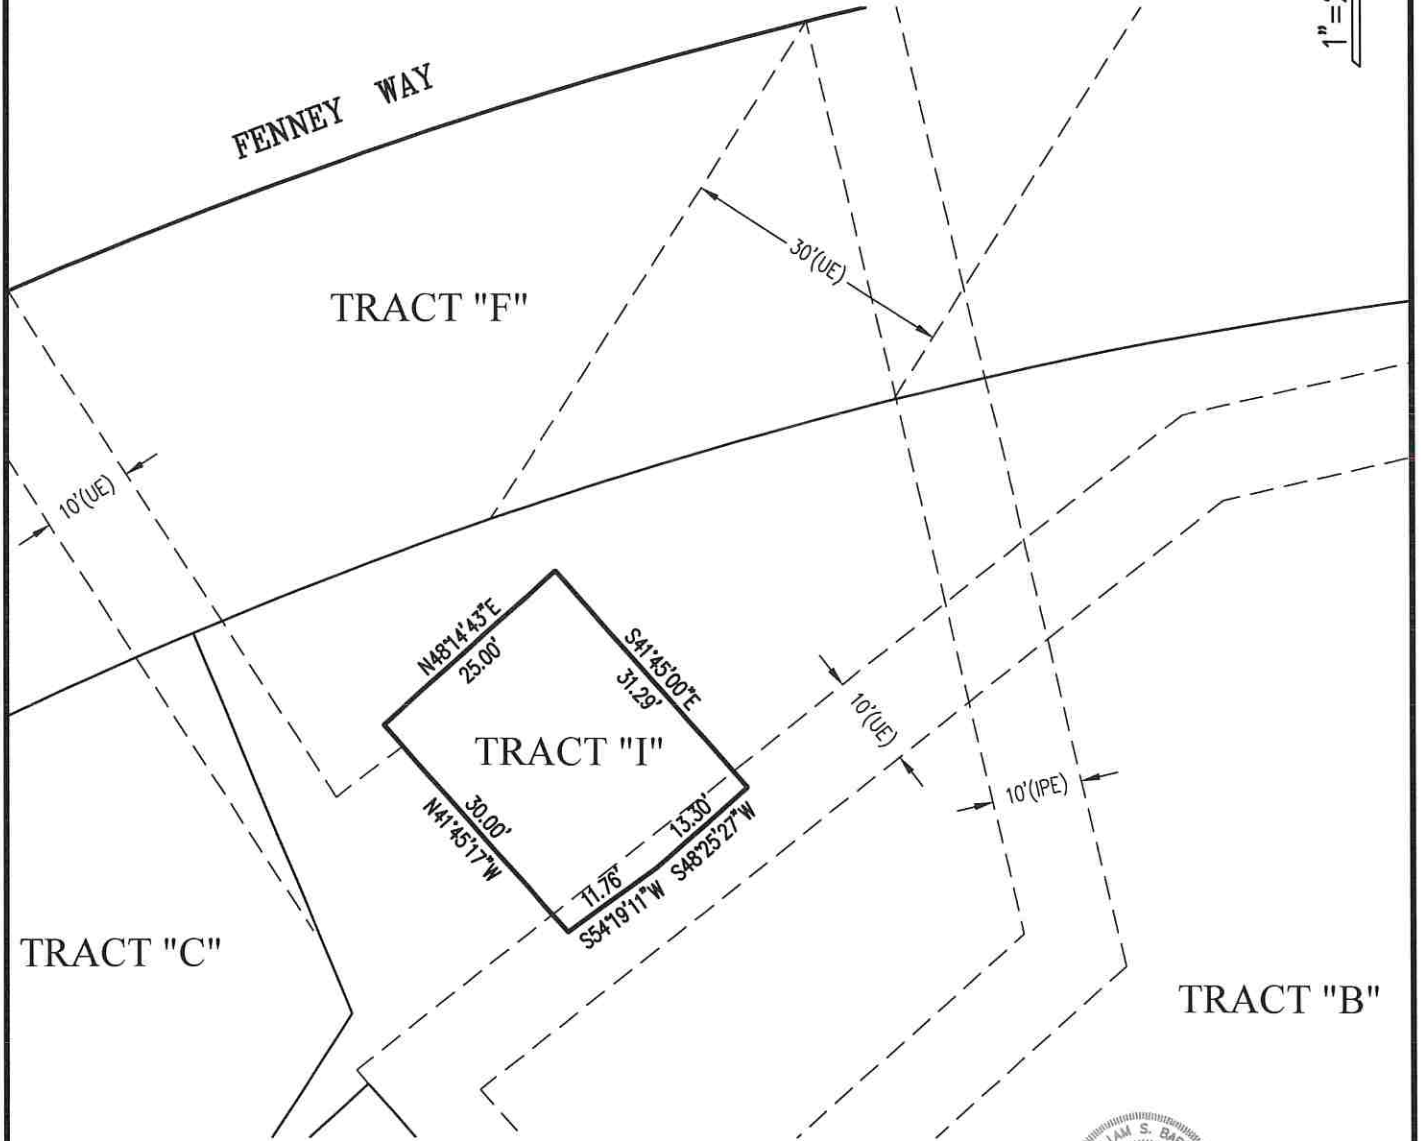 1"=
FENNEY WAY
30'(UE)
TRACT "F"
10'(UE)
N48°14'43"E
25.00'
S41°45'00"E
31.29'
TRACT "I"
10'(UE)
30.00'
N41°45'17"W
13.30'
S48°25'27"W
11.76'
S54°19'11"W
10'(IPE)
TRACT "C"
TRACT "B"
S.